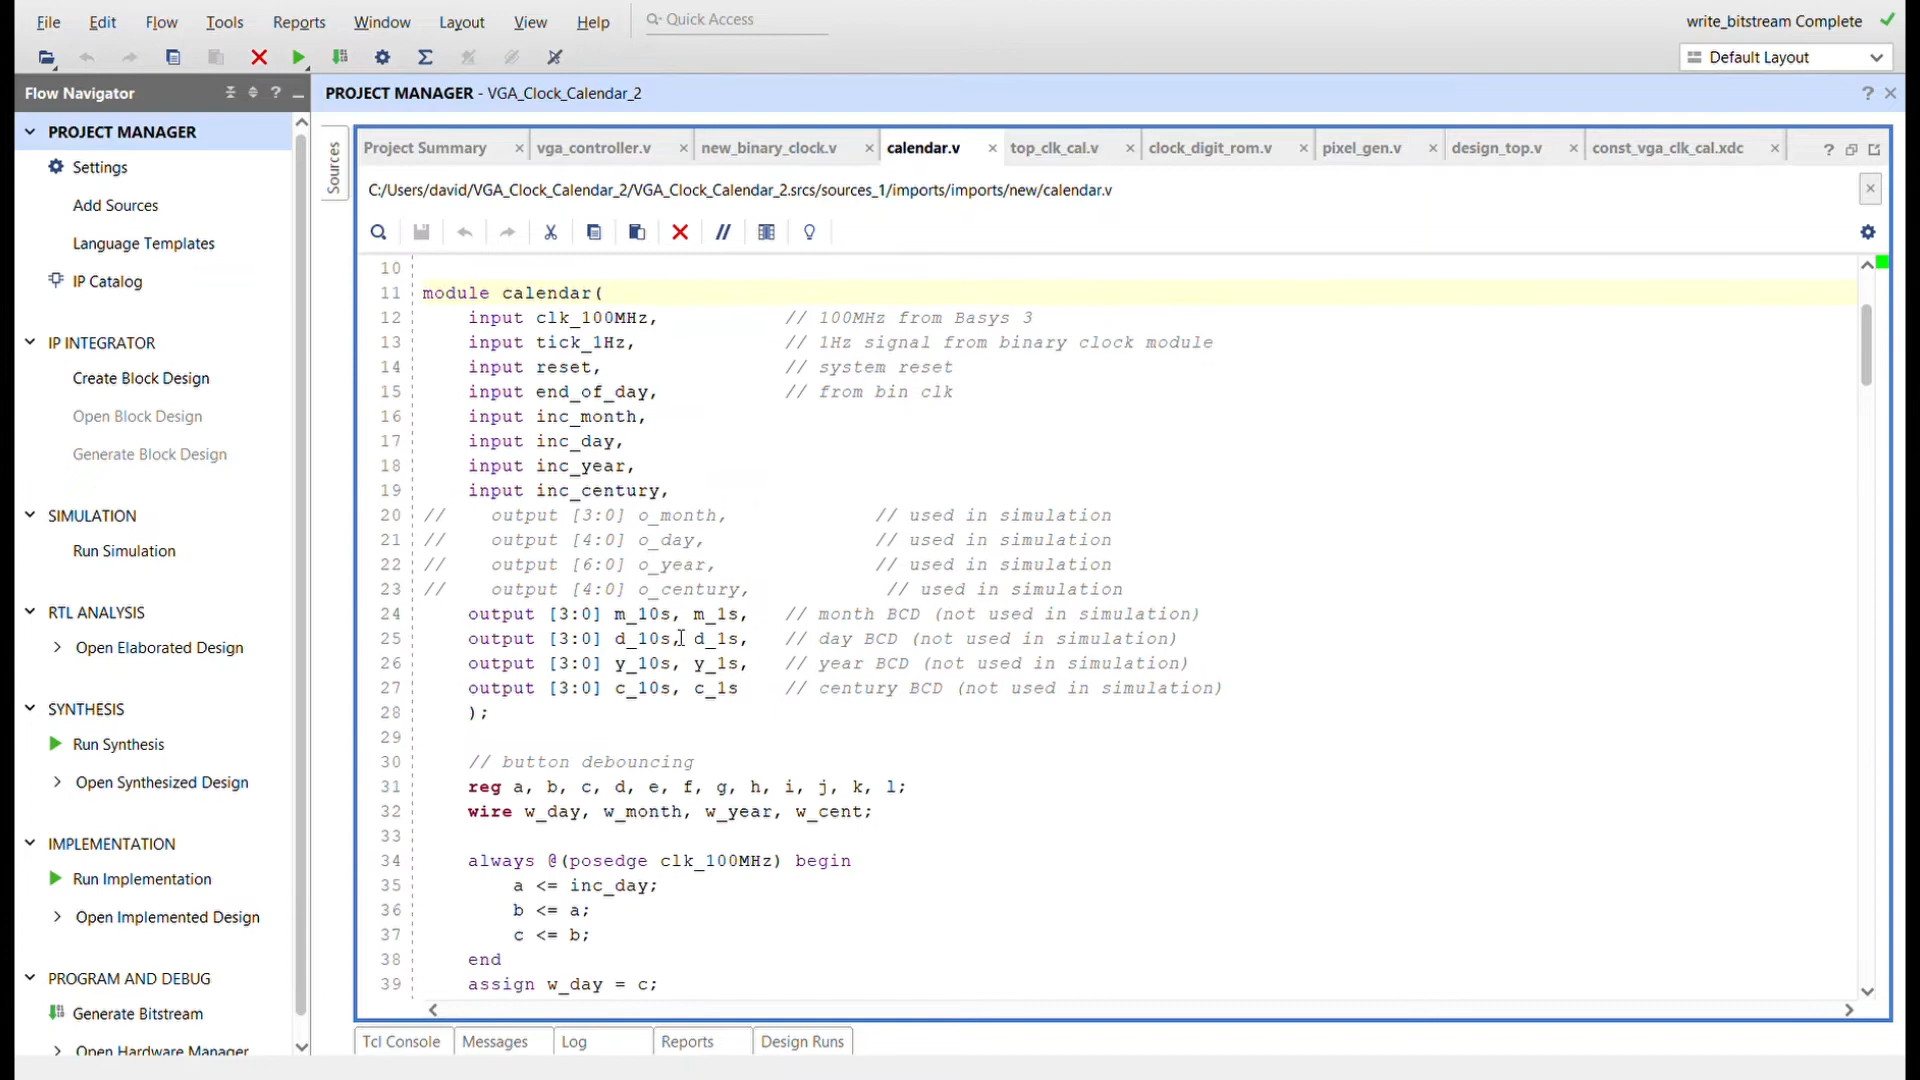 File Edit Flow Tools Reports Window Layout View Help Quick Access write_bitstream Complete
Default Layout
Flow Navigator PROJECT MANAGER - VGA_Clock_Calendar_2
PROJECT MANAGER
Settings
Add Sources
Language Templates
IP Catalog
IP INTEGRATOR
Create Block Design
Open Block Design
Generate Block Design
SIMULATION
Run Simulation
RTL ANALYSIS
Open Elaborated Design
SYNTHESIS
Run Synthesis
Open Synthesized Design
IMPLEMENTATION
Run Implementation
Open Implemented Design
PROGRAM AND DEBUG
Generate Bitstream
Open Hardware Manager
Sources
Project Summary vga_controller.v new_binary_clock.v calendar.v top_clk_cal.v clock_digit_rom.v pixel_gen.v design_top.v const_vga_clk_cal.xdc
C:/Users/david/VGA_Clock_Calendar_2/VGA_Clock_Calendar_2.srcs/sources_1/imports/imports/new/calendar.v
10
11 module calendar(
12 input clk_100MHz, // 100MHz from Basys 3
13 input tick_1Hz, // 1Hz signal from binary clock module
14 input reset, // system reset
15 input end_of_day, // from bin clk
16 input inc_month,
17 input inc_day,
18 input inc_year,
19 input inc_century,
20 // output [3:0] o_month, // used in simulation
21 // output [4:0] o_day, // used in simulation
22 // output [6:0] o_year, // used in simulation
23 // output [4:0] o_century, // used in simulation
24 output [3:0] m_10s, m_1s, // month BCD (not used in simulation)
25 output [3:0] d_10s, d_1s, // day BCD (not used in simulation)
26 output [3:0] y_10s, y_1s, // year BCD (not used in simulation)
27 output [3:0] c_10s, c_1s // century BCD (not used in simulation)
28 );
29
30 // button debouncing
31 reg a, b, c, d, e, f, g, h, i, j, k, l;
32 wire w_day, w_month, w_year, w_cent;
33
34 always @(posedge clk_100MHz) begin
35 a <= inc_day;
36 b <= a;
37 c <= b;
38 end
39 assign w_day = c;
Tcl Console Messages Log Reports Design Runs